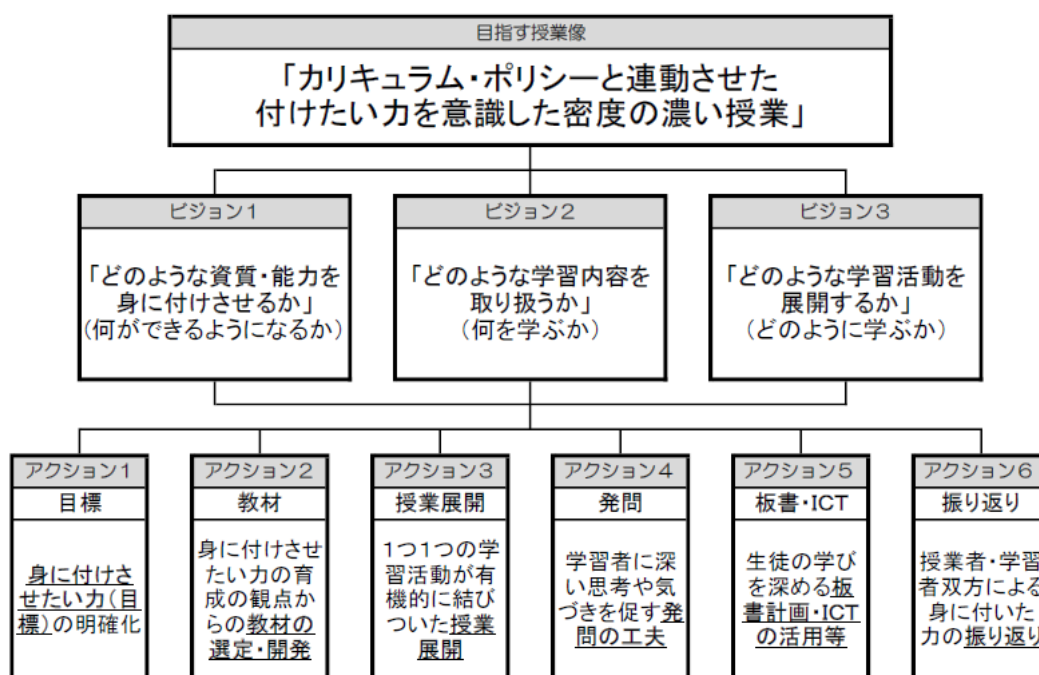 目指す授業像
「カリキュラム・ポリシーと連動させた
付けたい力を意識した密度の濃い授業」
ビジョン1
「どのような資質・能力を
身に付けさせるか」
(何ができるようになるか)
ビジョン2
「どのような学習内容を
取り扱うか」
(何を学ぶか)
ビジョン3
「どのような学習活動を
展開するか」
(どのように学ぶか)
アクション1
目標
身に付けさ
せたい力(目
標)の明確化
アクション2
教材
身に付けさせ
たい力の育
成の観点か
らの教材の
選定・開発
アクション3
授業展開
1つ1つの学
習活動が有
機的に結び
ついた授業
展開
アクション4
発問
学習者に深
い思考や気
づきを促す発
問の工夫
アクション5
板書・ICT
生徒の学び
を深める板
書計画・ICT
の活用等
アクション6
振り返り
授業者・学習
者双方による
身に付いた
力の振り返り